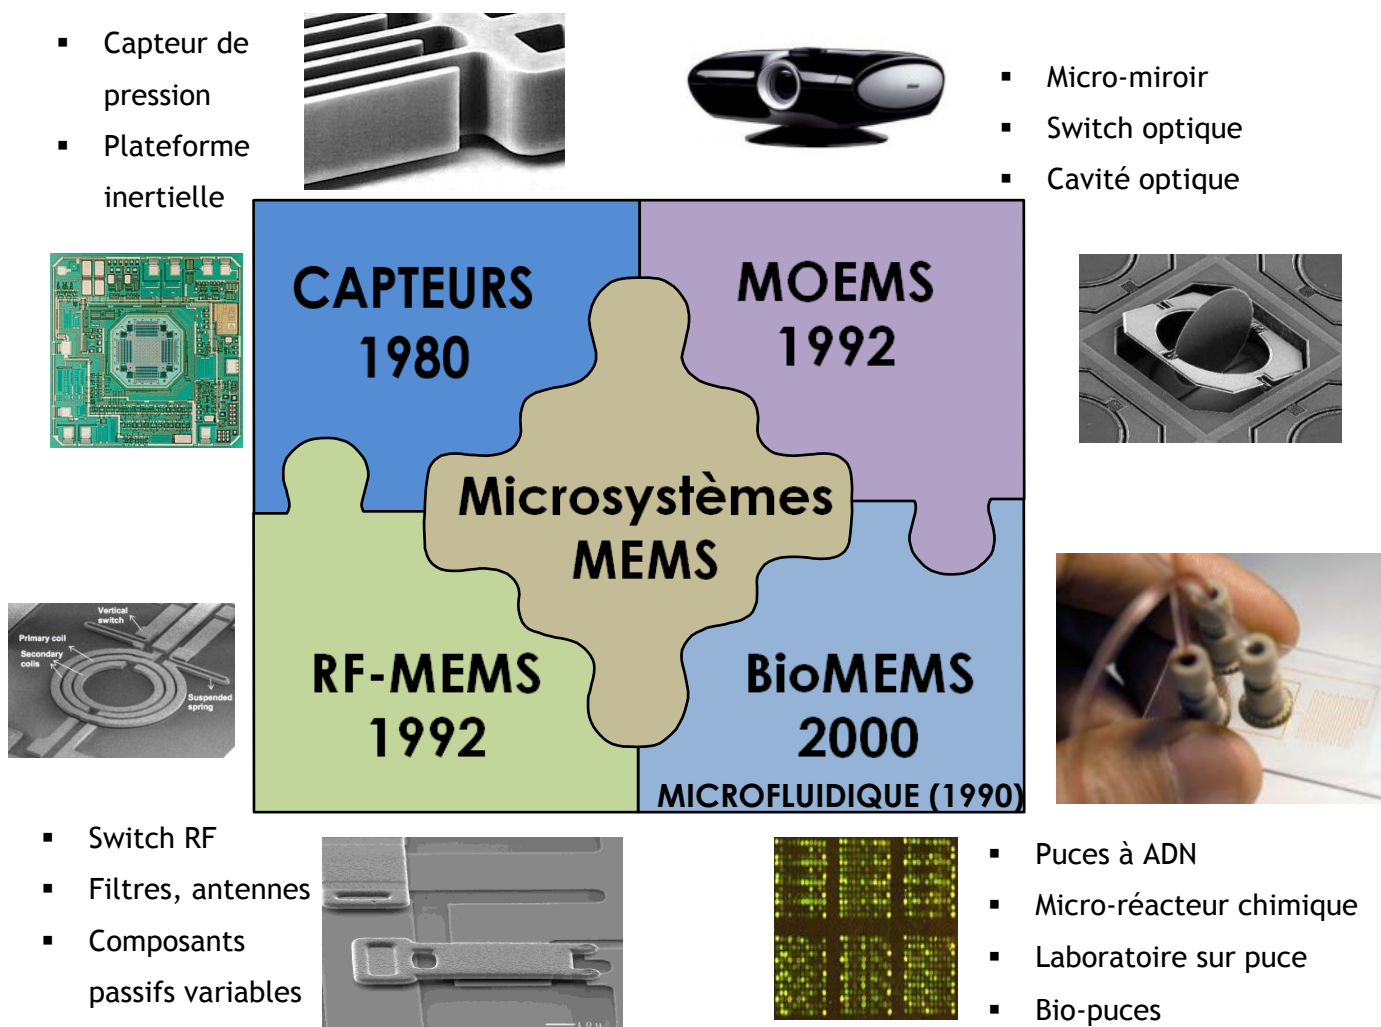 ▪ Capteur de
pression
▪ Plateforme
inertielle
▪ Micro-miroir
▪ Switch optique
▪ Cavité optique
CAPTEURS
1980
MOEMS
1992
Microsystèmes
MEMS
RF-MEMS
1992
BioMEMS
2000
MICROFLUIDIQUE (1990)
Vertical
switch
Primary coil
Secondary
coils
Suspended
spring
▪ Switch RF
▪ Filtres, antennes
▪ Composants
passifs variables
▪ Puces à ADN
▪ Micro-réacteur chimique
▪ Laboratoire sur puce
▪ Bio-puces